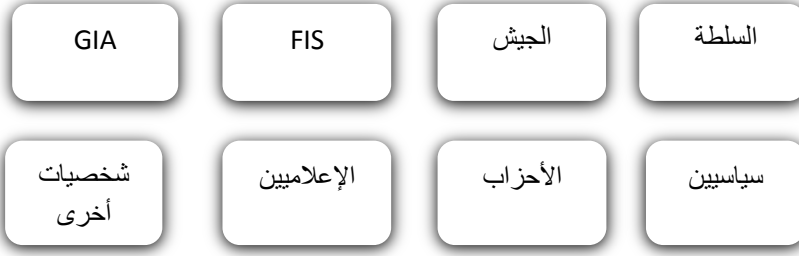 السلطة
الجيش
FIS
GIA
سياسيين
الأحزاب
الإعلاميين
شخصيات
أخرى